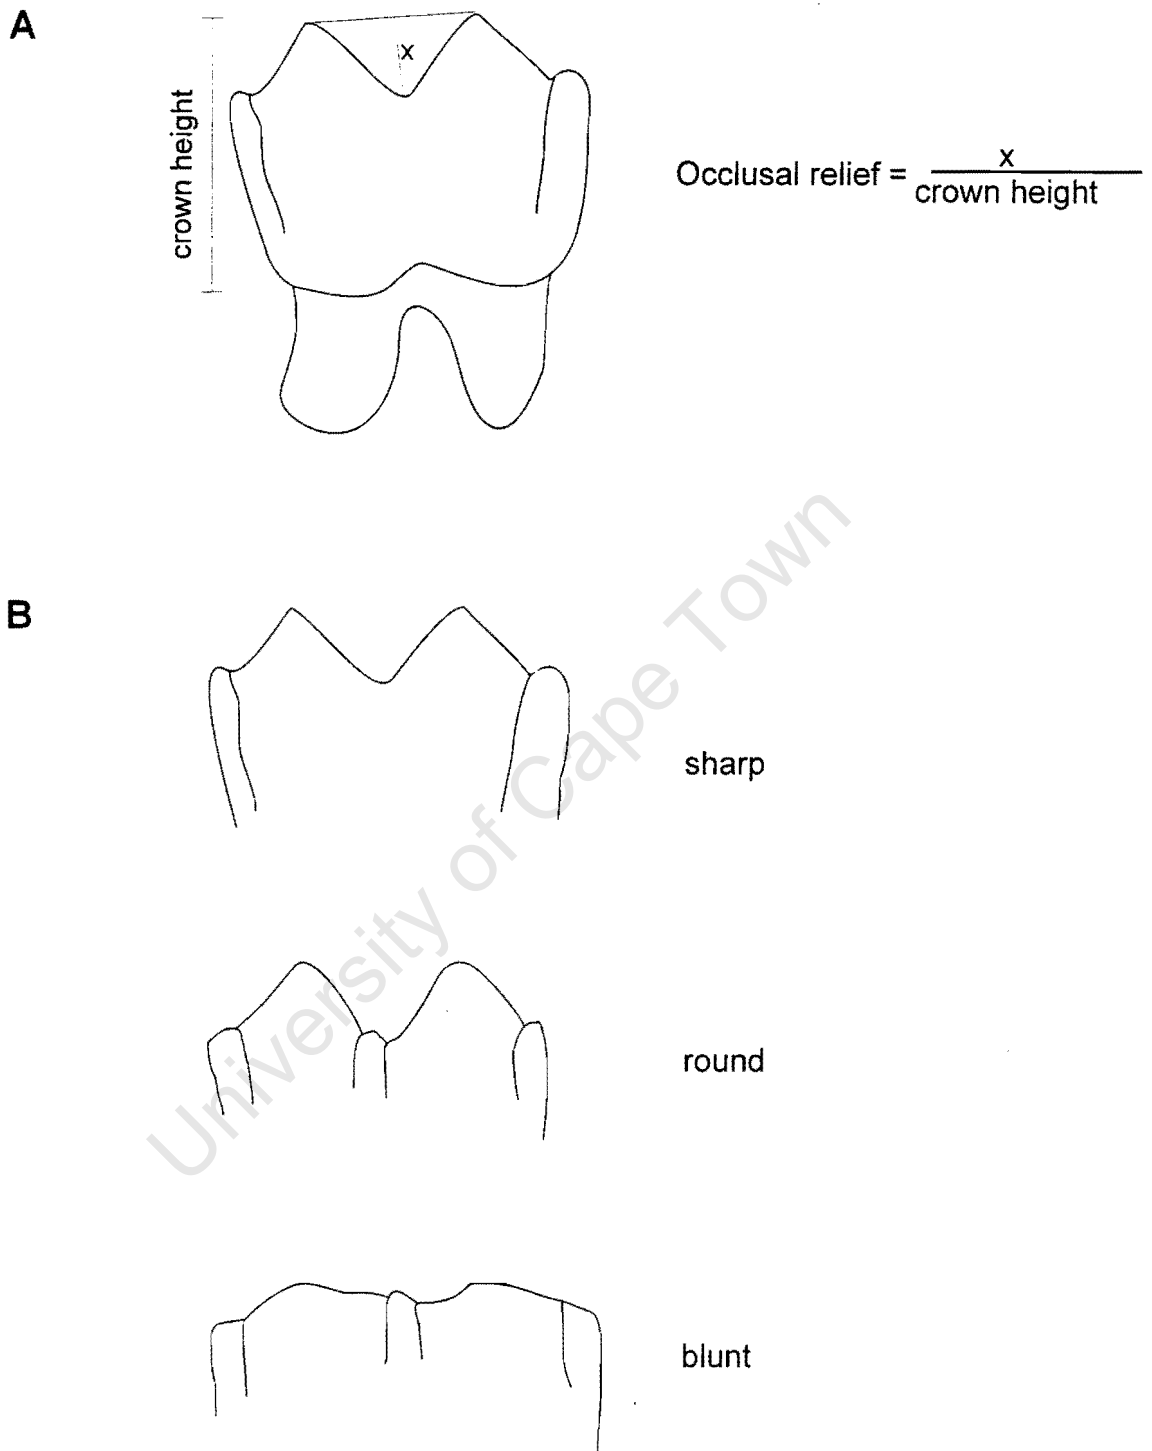 A
x
crown height
Occlusal relief = x
crown height
B
sharp
round
blunt
University of Cape Town